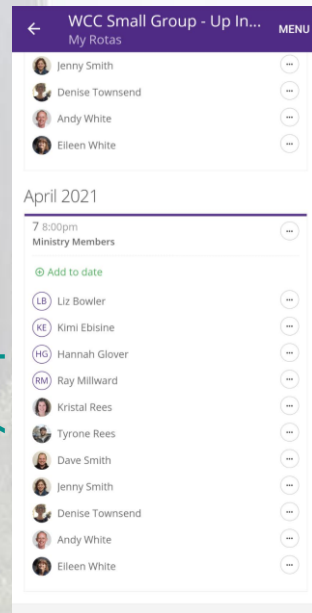 WCC Small Group - Up In...
MENU
My Rotas
Jenny Smith
Denise Townsend
Andy White
Eileen White
April 2021
7 8:00pm
Ministry Members
Add to date
LB Liz Bowler
KE Kimi Ebisine
HG Hannah Glover
RM Ray Millward
Kristal Rees
Tyrone Rees
Dave Smith
Jenny Smith
Denise Townsend
Andy White
Eileen White